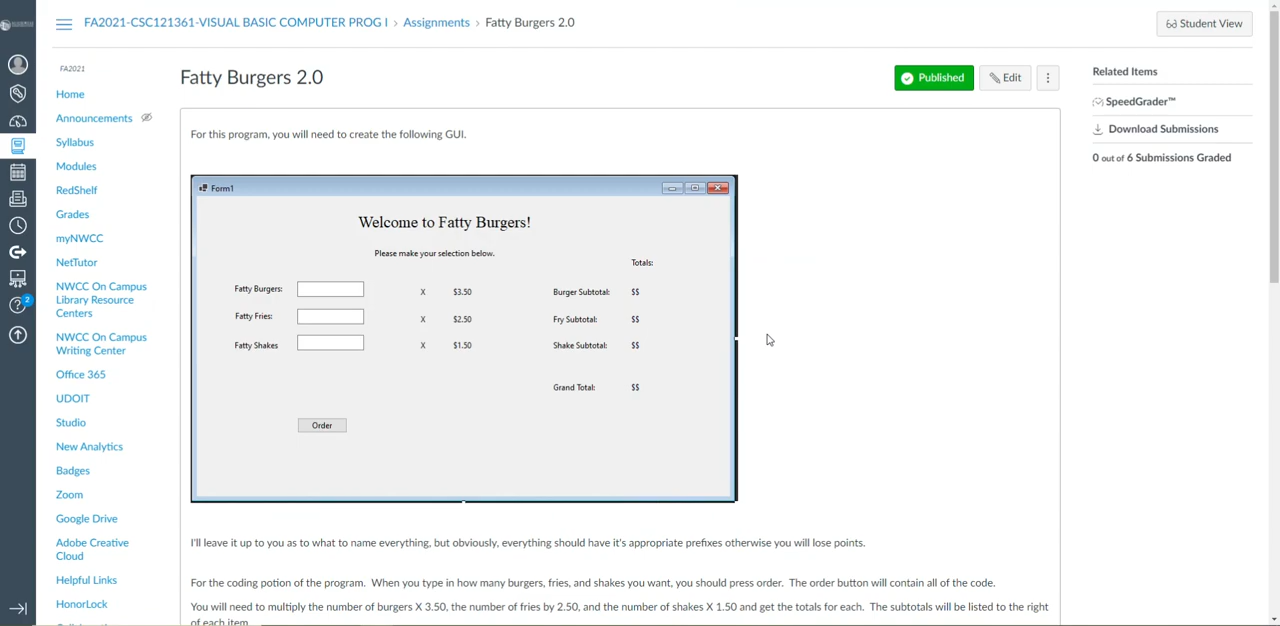 FA2021-CSC121361-VISUAL BASIC COMPUTER PROG I › Assignments › Fatty Burgers 2.0
Student View
FA2021
Home
Announcements
Syllabus
Modules
RedShelf
Grades
myNWCC
NetTutor
NWCC On Campus
Library Resource
Centers
NWCC On Campus
Writing Center
Office 365
UDOIT
Studio
New Analytics
Badges
Zoom
Google Drive
Adobe Creative
Cloud
Helpful Links
HonorLock
2
Fatty Burgers 2.0
Published
Edit
For this program, you will need to create the following GUI.
Form1
Welcome to Fatty Burgers!
Please make your selection below.
Totals:
Fatty Burgers: X $3.50 Burger Subtotal: $$
Fatty Fries: X $2.50 Fry Subtotal: $$
Fatty Shakes X $1.50 Shake Subtotal: $$
Grand Total: $$
Order
I'll leave it up to you as to what to name everything, but obviously, everything should have it's appropriate prefixes otherwise you will lose points.
For the coding potion of the program. When you type in how many burgers, fries, and shakes you want, you should press order. The order button will contain all of the code.
You will need to multiply the number of burgers X 3.50, the number of fries by 2.50, and the number of shakes X 1.50 and get the totals for each. The subtotals will be listed to the right
of each item
Related Items
SpeedGrader™
Download Submissions
0 out of 6 Submissions Graded